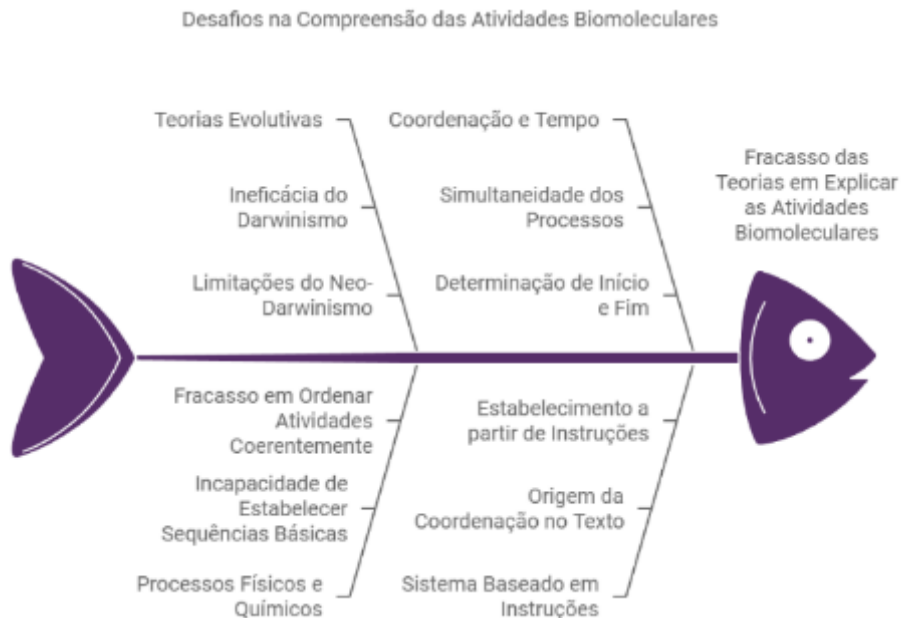 Desafios na Compreensão das Atividades Biomoleculares
Teorias Evolutivas
Ineficácia do
Darwinismo
Limitações do Neo-
Darwinismo
Coordenação e Tempo
Simultaneidade dos
Processos
Determinação de Início
e Fim
Fracasso das
Teorias em Explicar
as Atividades
Biomoleculares
Fracasso em Ordenar
Atividades
Coerentemente
Incapacidade de
Estabelecer
Sequências Básicas
Processos Físicos e
Químicos
Estabelecimento a
partir de Instruções
Origem da
Coordenação no Texto
Sistema Baseado em
Instruções